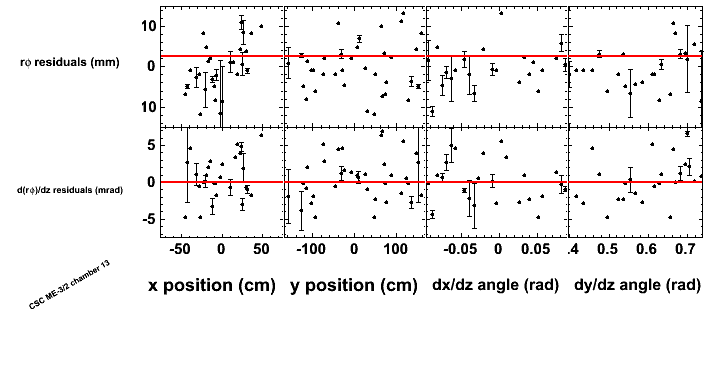 10
rφ residuals (mm)
0
10
5
d(rφ)/dz residuals (mrad)
0
-5
-50 0 50 -100 0 100 -0.05 0 0.05 .4 0.5 0.6 0.7
x position (cm) y position (cm) dx/dz angle (rad) dy/dz angle (rad)
CSC ME-3/2 chamber 13